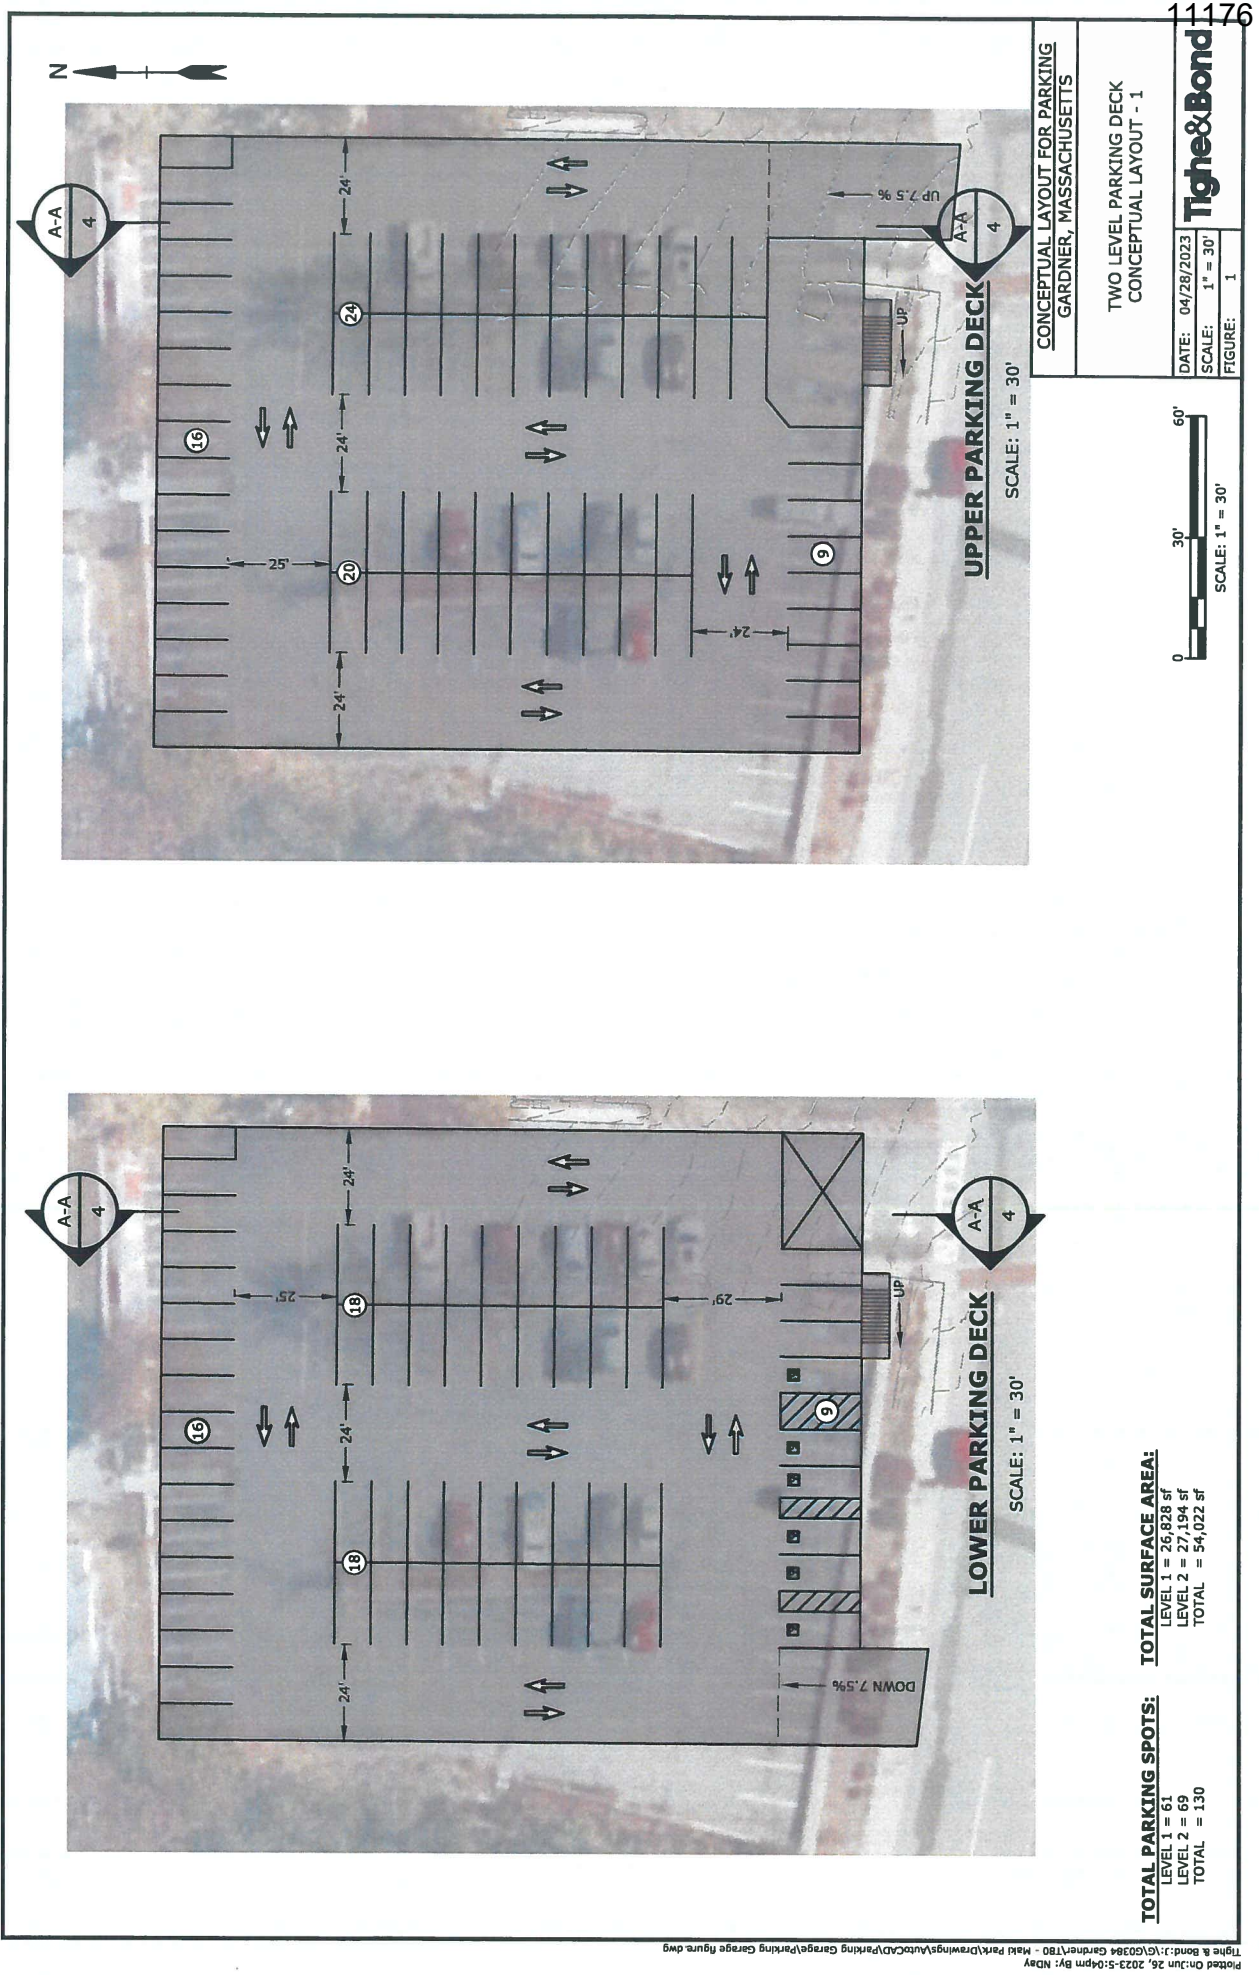 11176
N
A-A
4
16
24'
24'
24'
25'
24'
24
20
9
UP 7.5 %
UP
A-A
4
UPPER PARKING DECK
SCALE: 1" = 30'
A-A
4
16
24'
24'
24'
25'
29'
18
18
9
DOWN 7.5%
UP
A-A
4
LOWER PARKING DECK
SCALE: 1" = 30'
TOTAL PARKING SPOTS:
LEVEL 1 = 61
LEVEL 2 = 69
TOTAL = 130
TOTAL SURFACE AREA:
LEVEL 1 = 26,828 sf
LEVEL 2 = 27,194 sf
TOTAL = 54,022 sf
0 30' 60'
SCALE: 1" = 30'
CONCEPTUAL LAYOUT FOR PARKING
GARDNER, MASSACHUSETTS
TWO LEVEL PARKING DECK
CONCEPTUAL LAYOUT - 1
DATE: 04/28/2023
SCALE: 1" = 30'
FIGURE: 1
Tighe&Bond
Plotted On:Jun 26, 2023-5:04pm By: NDay
Tighe & Bond:J:\G\G0384 Gardner\T80 - Maki Park\Drawings\AutoCAD\Parking Garage\Parking Garage figure.dwg